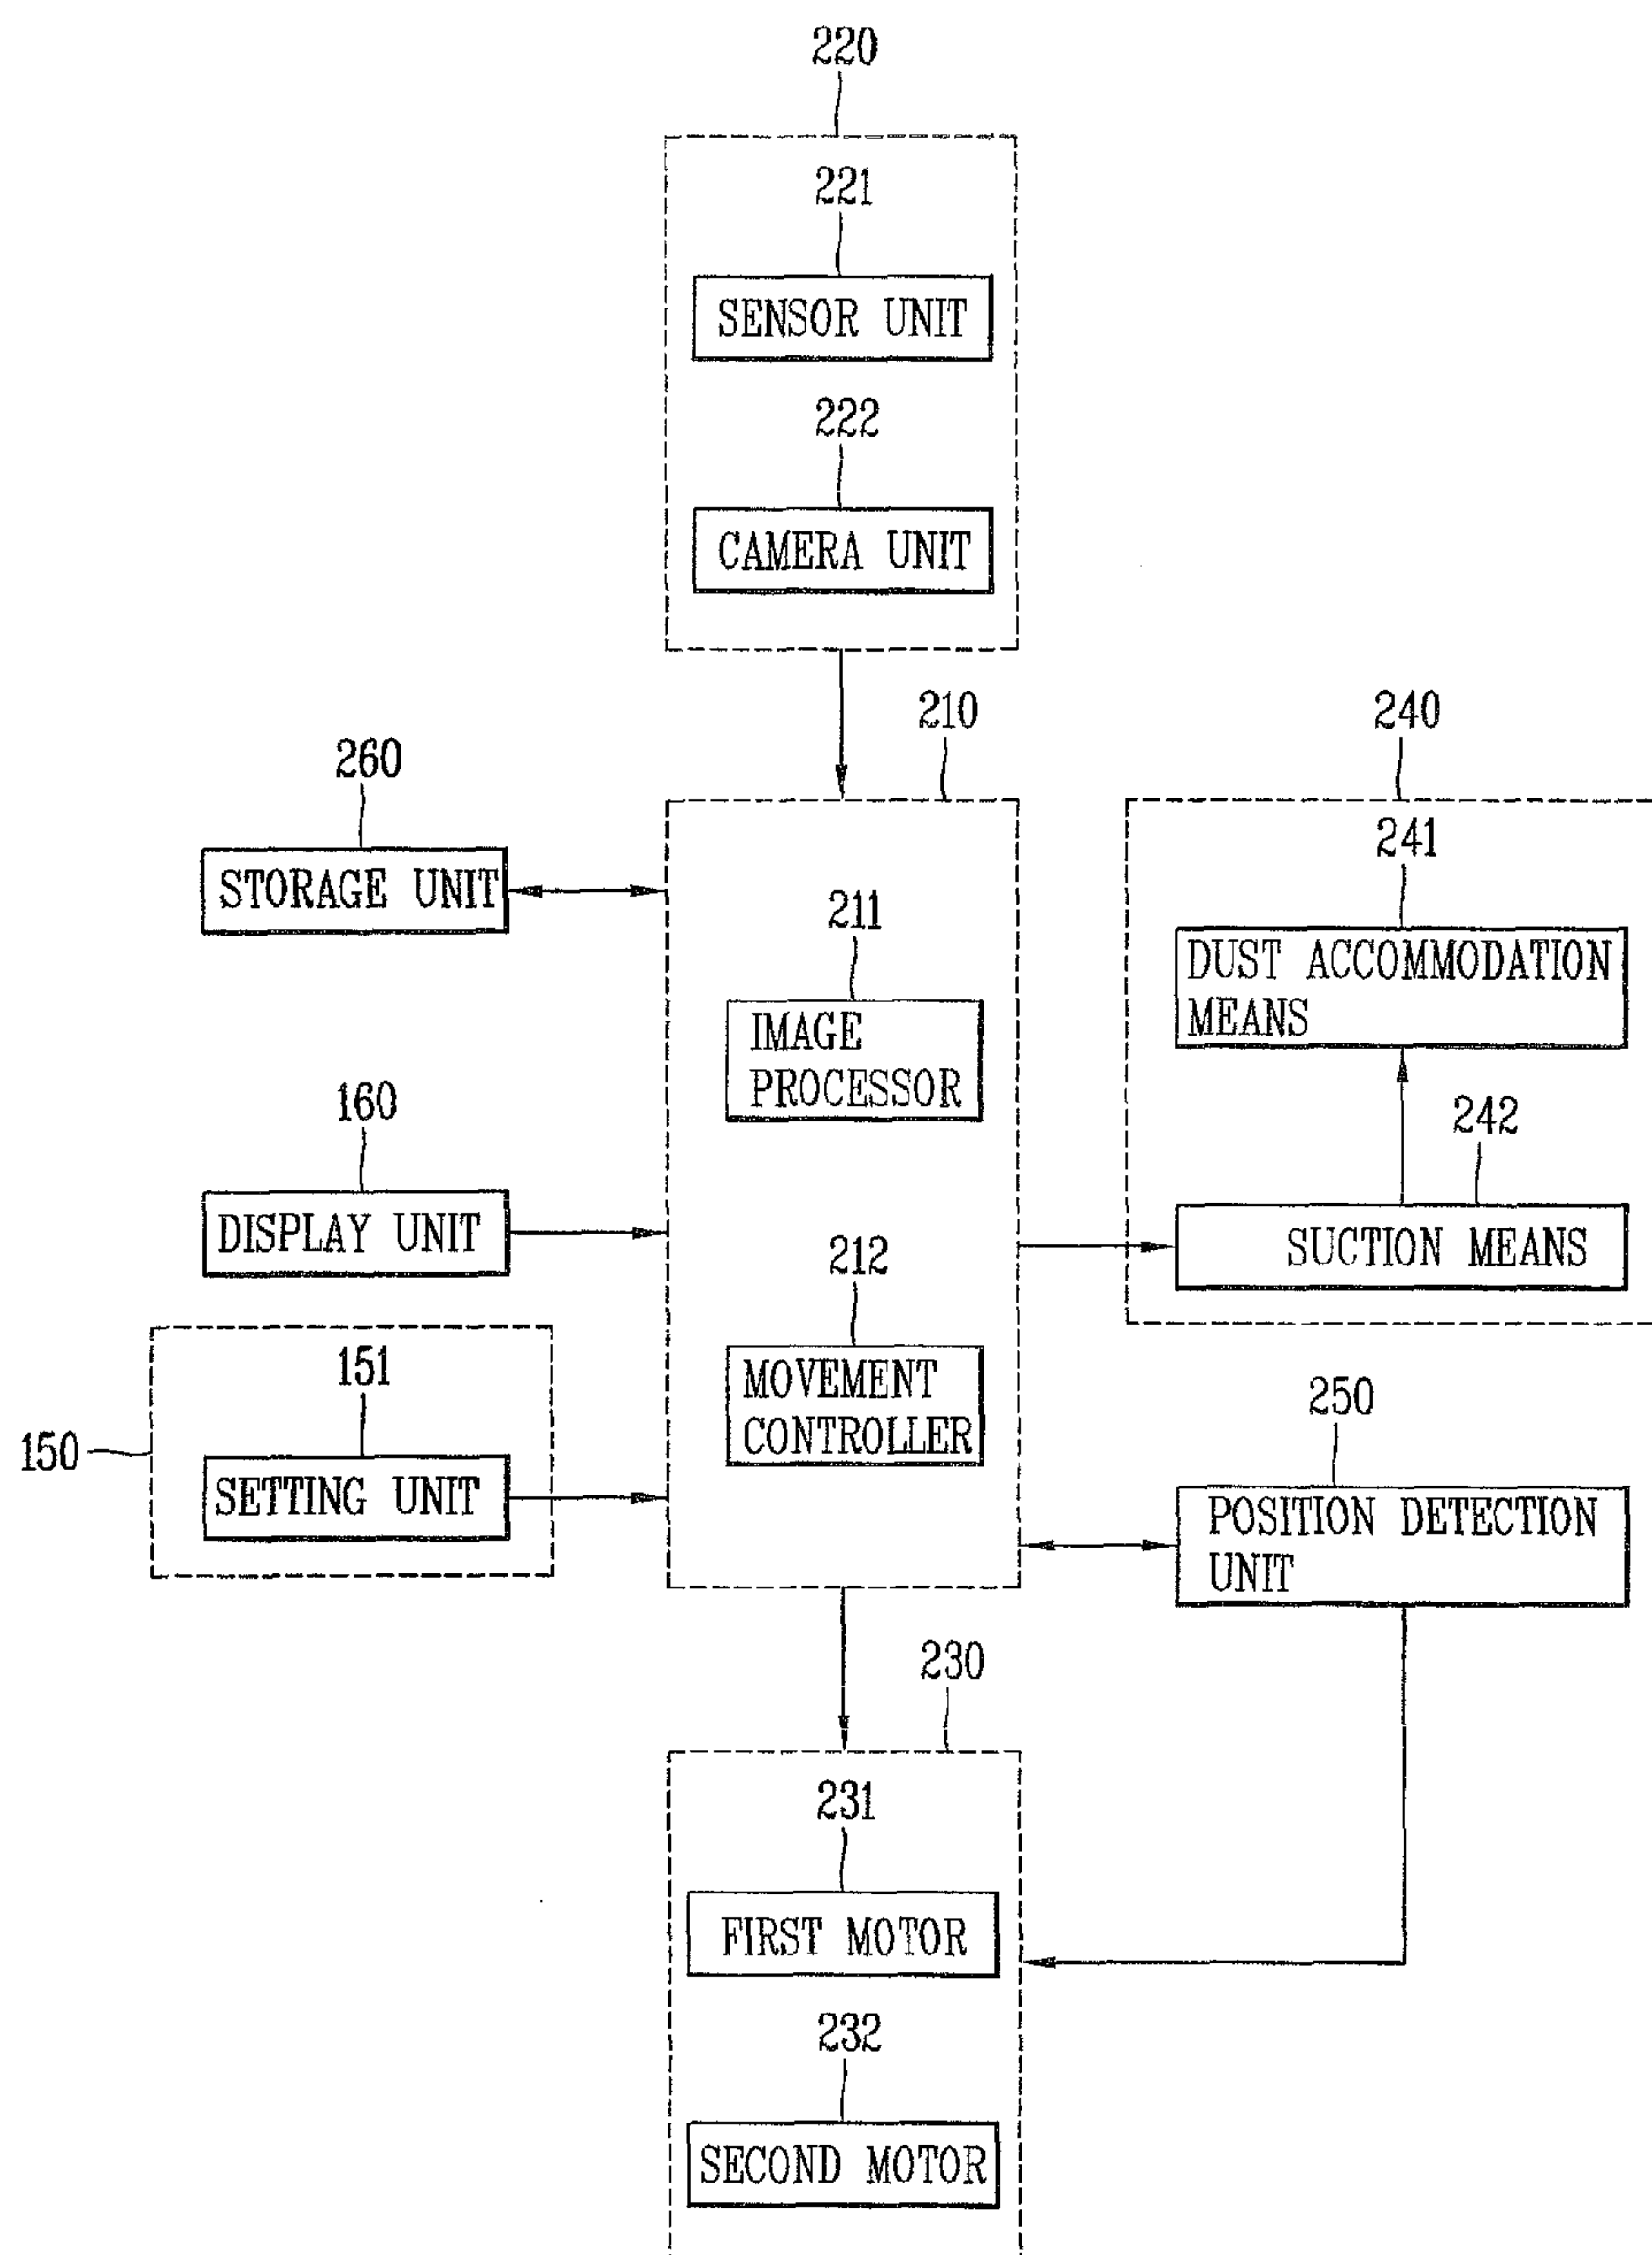 220
221
SENSOR UNIT
222
CAMERA UNIT
210
240
260
STORAGE UNIT
241
DUST ACCOMMODATION
MEANS
211
IMAGE
PROCESSOR
160
DISPLAY UNIT
242
SUCTION MEANS
212
MOVEMENT
CONTROLLER
150
151
SETTING UNIT
250
POSITION DETECTION
UNIT
230
231
FIRST MOTOR
232
SECOND MOTOR